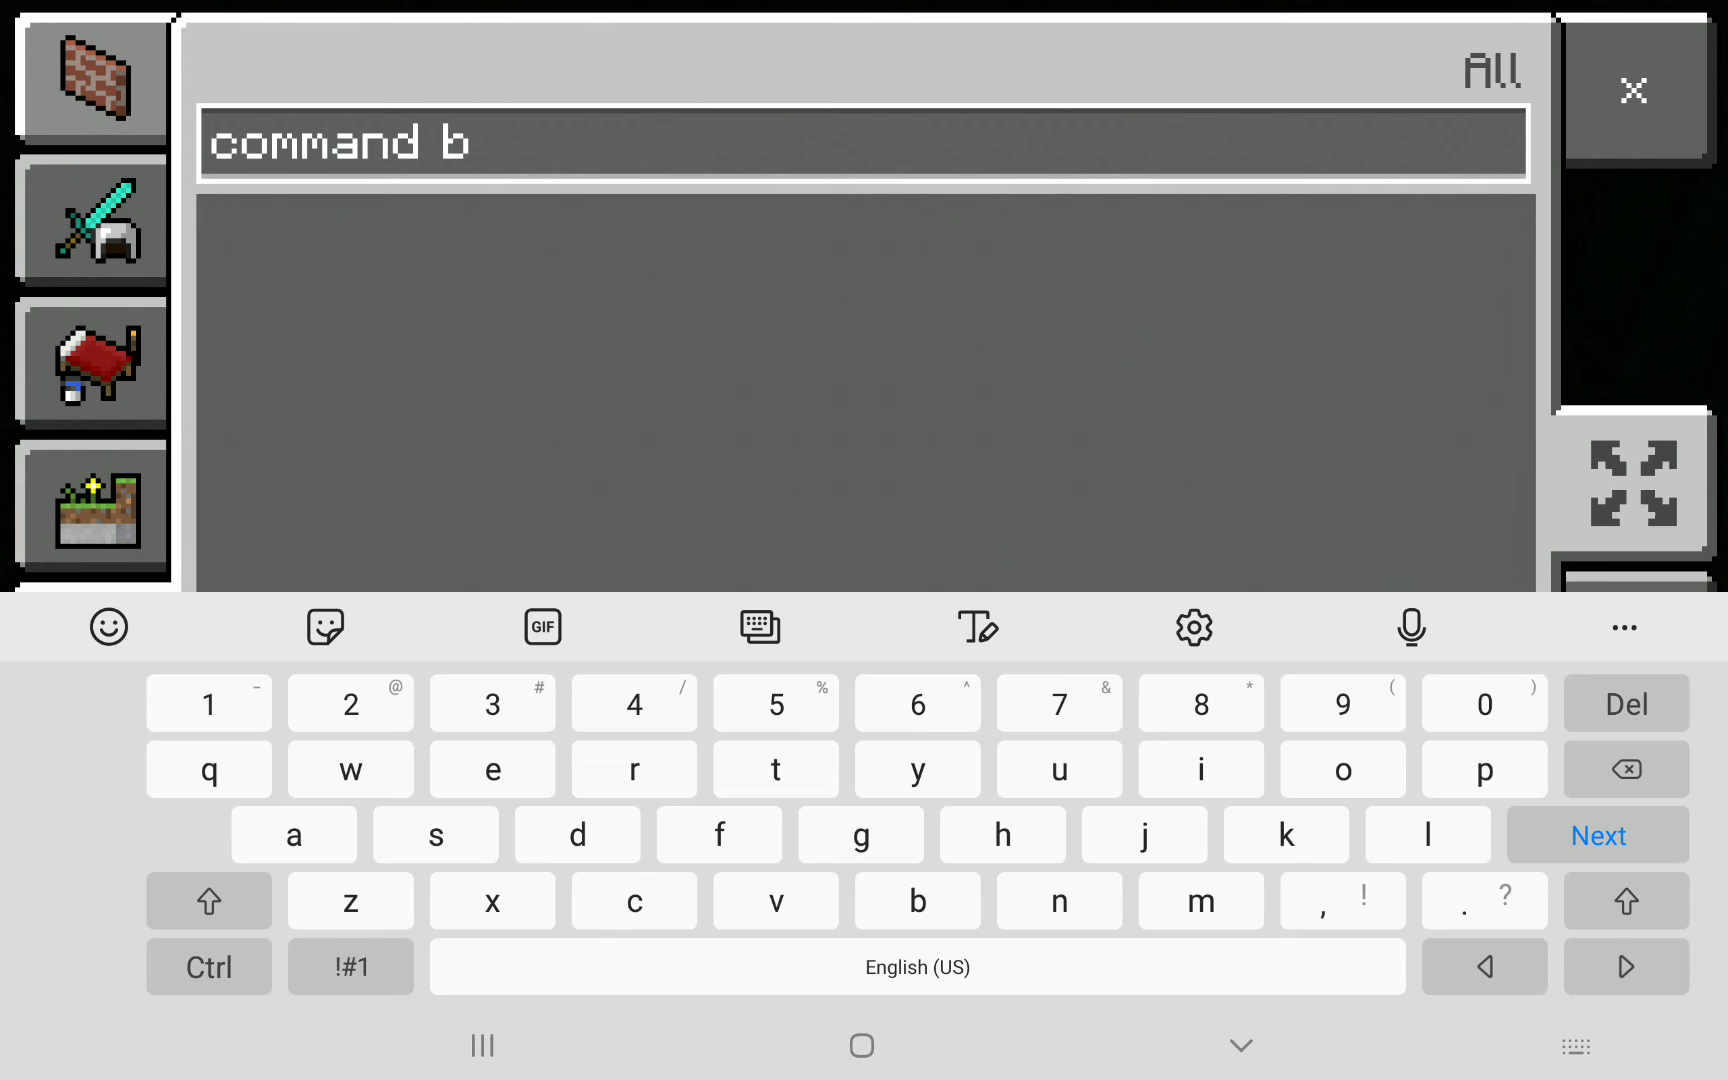 All
command b
GIF
1 - 2 @ 3 # 4 / 5 % 6 ^ 7 & 8 * 9 ( 0 ) Del
q w e r t y u i o p
a s d f g h j k l Next
z x c v b n m , ! . ?
Ctrl !#1 English (US)